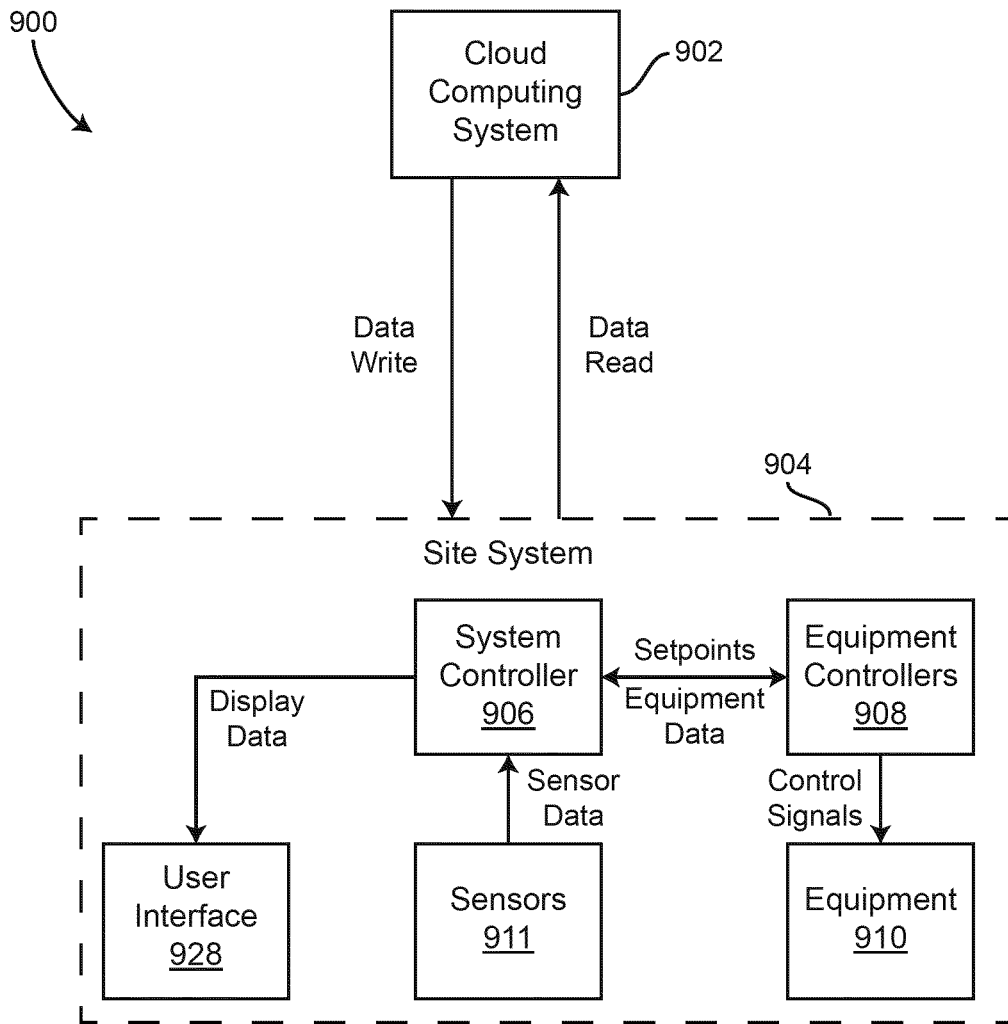 900
Cloud
Computing
System
902
Data
Write
Data
Read
904
Site System
System
Controller
906
Setpoints
Equipment
Data
Equipment
Controllers
908
Display
Data
Sensor
Data
Control
Signals
User
Interface
928
Sensors
911
Equipment
910